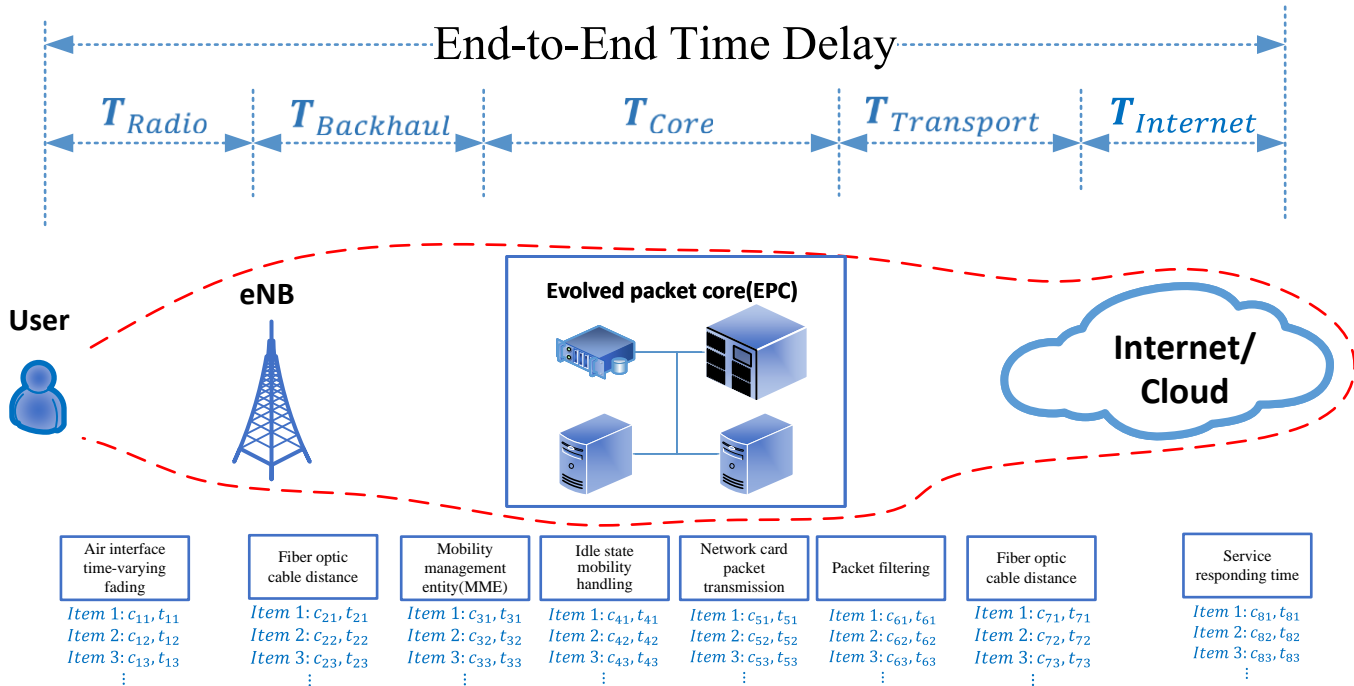 End-to-End Time Delay
T_Radio T_Backhaul T_Core T_Transport T_Internet
User
eNB
Evolved packet core(EPC)
Internet/
Cloud
Air interface
time-varying
fading
Item 1: c₁₁, t₁₁
Item 2: c₁₂, t₁₂
Item 3: c₁₃, t₁₃
⋮
Fiber optic
cable distance
Item 1: c₂₁, t₂₁
Item 2: c₂₂, t₂₂
Item 3: c₂₃, t₂₃
⋮
Mobility
management
entity(MME)
Item 1: c₃₁, t₃₁
Item 2: c₃₂, t₃₂
Item 3: c₃₃, t₃₃
⋮
Idle state
mobility
handling
Item 1: c₄₁, t₄₁
Item 2: c₄₂, t₄₂
Item 3: c₄₃, t₄₃
⋮
Network card
packet
transmission
Item 1: c₅₁, t₅₁
Item 2: c₅₂, t₅₂
Item 3: c₅₃, t₅₃
⋮
Packet filtering
Item 1: c₆₁, t₆₁
Item 2: c₆₂, t₆₂
Item 3: c₆₃, t₆₃
⋮
Fiber optic
cable distance
Item 1: c₇₁, t₇₁
Item 2: c₇₂, t₇₂
Item 3: c₇₃, t₇₃
⋮
Service
responding time
Item 1: c₈₁, t₈₁
Item 2: c₈₂, t₈₂
Item 3: c₈₃, t₈₃
⋮